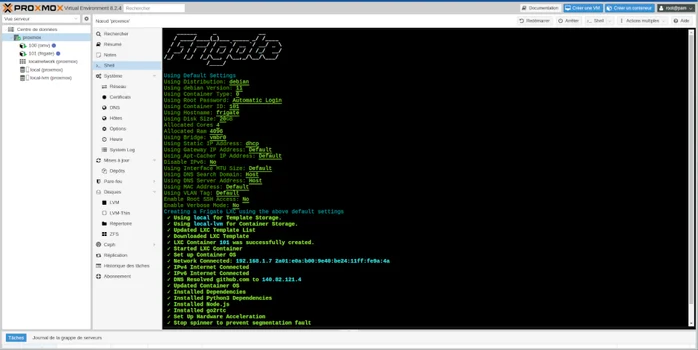 PROXMOX Virtual Environment 8.2.4
Rechercher
Documentation
Créer une VM
Créer un conteneur
root@pam
Vue serveur
Nœud 'proxmox'
Redémarrer
Arrêter
Shell
Actions multiples
Aide
Centre de données
proxmox
101 (frigate)
localnetwork (proxmox)
local (proxmox)
local-lvm (proxmox)
Rechercher
Résumé
Notes
Shell
Système
Réseau
Certificats
DNS
Hôtes
Options
Heure
System Log
Mises à jour
Dépôts
Pare-feu
Disques
LVM
LVM-Thin
Répertoire
ZFS
Ceph
Réplication
Historique des tâches
Abonnement
Frigate
Using Default Settings
Using Distribution: debian
Using debian Version: 11
Using Container Type: 0
Using Root Password: Automatic Login
Using Container ID: 101
Using Hostname: frigate
Using Disk Size: 20GB
Allocated Cores 4
Allocated Ram 4096
Using Bridge: vmbr0
Using Static IP Address: dhcp
Using Gateway IP Address: Default
Using Apt-Cacher IP Address: Default
Disable IPv6: No
Using Interface MTU Size: Default
Using DNS Search Domain: Host
Using DNS Server Address: Host
Using MAC Address: Default
Using VLAN Tag: Default
Enable Root SSH Access: No
Enable Verbose Mode: No
Creating a Frigate LXC using the above default settings
✓ Using local for Template Storage.
✓ Using local-lvm for Container Storage.
✓ Updated LXC Template List
✓ Downloaded LXC Template
✓ LXC Container 101 was successfully created.
✓ Started LXC Container
✓ Set up Container OS
✓ Network Connected: 192.168.1.7
✓ IPv4 Internet Connected
✓ IPv6 Internet Connected
✓ DNS Resolved github.com to 140.82.121.4
✓ Updated Container OS
✓ Installed Dependencies
✓ Installed Python3 Dependencies
✓ Installed Node.js
✓ Installed go2rtc
✓ Set Up Hardware Acceleration
✓ Stop spinner to prevent segmentation fault
Tâches
Journal de la grappe de serveurs